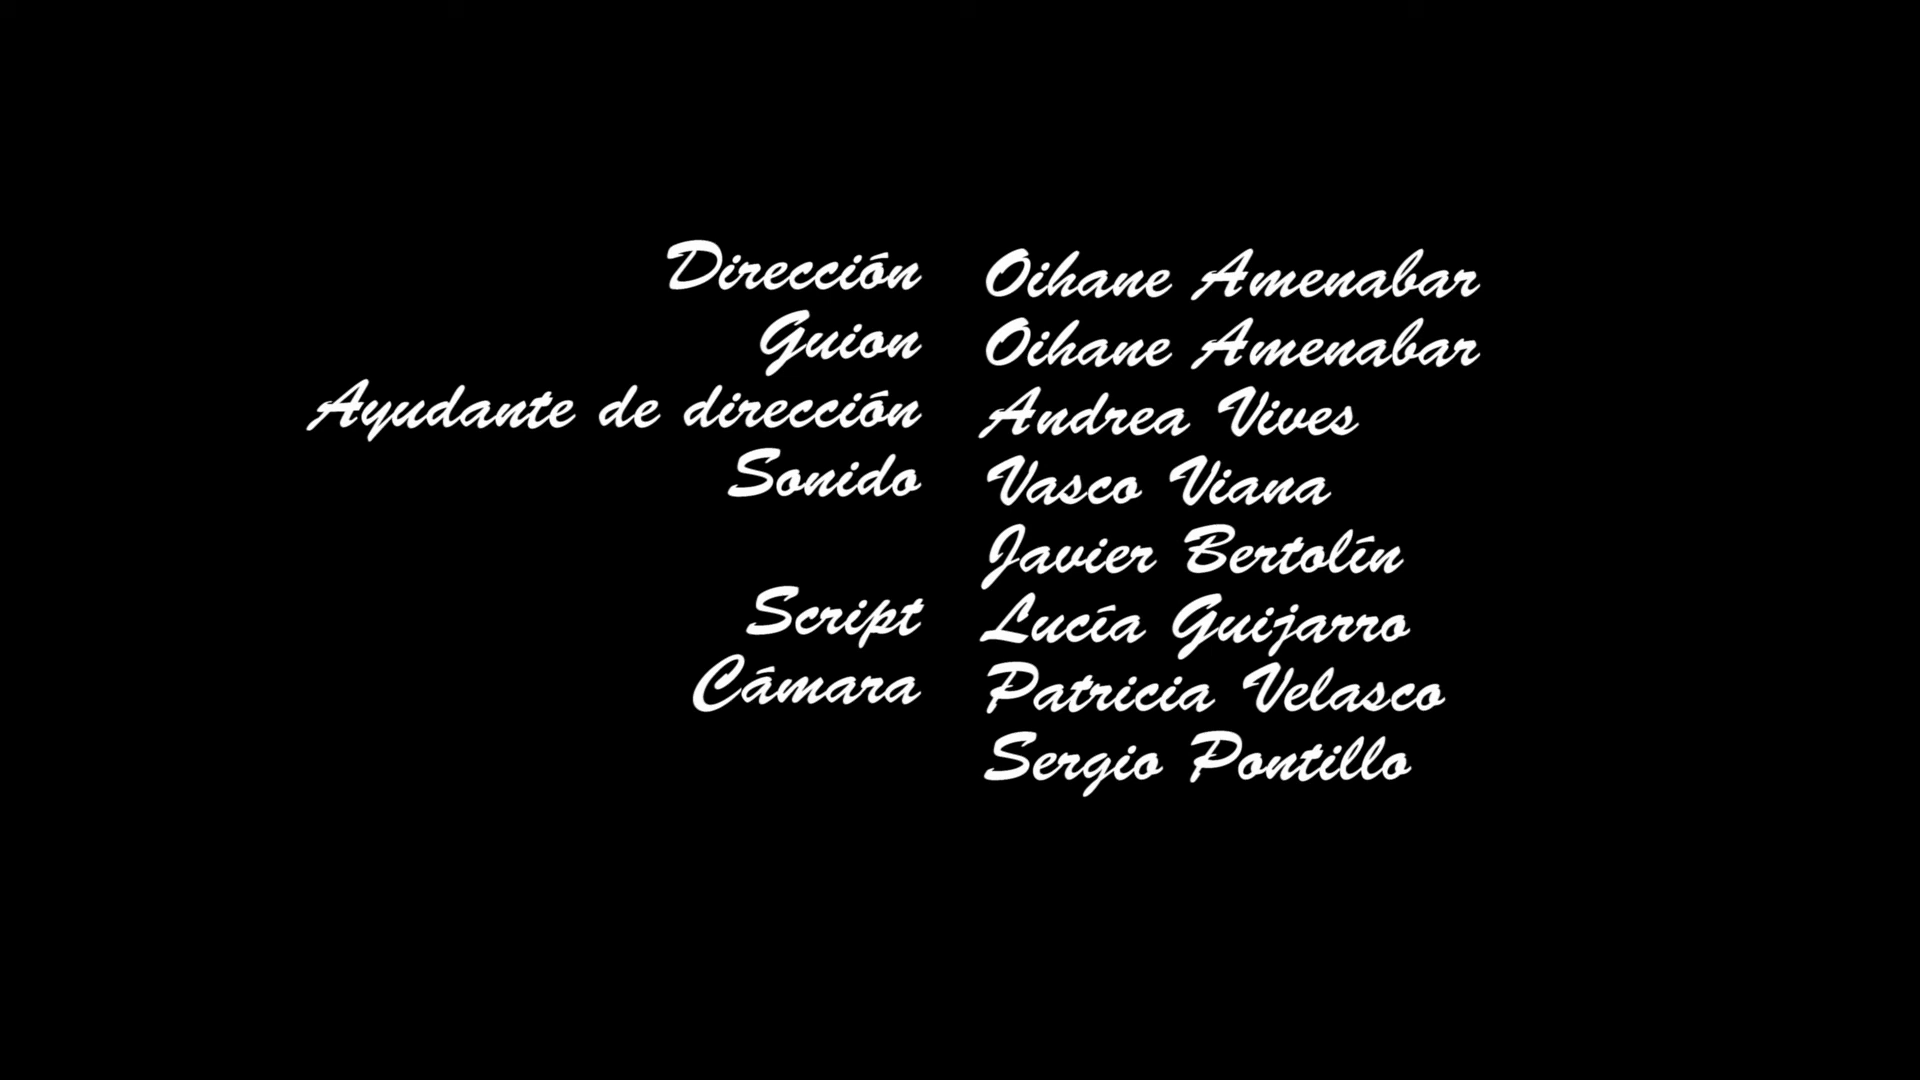 Dirección Oihane Amenabar
Guion Oihane Amenabar
Ayudante de dirección Andrea Vives
Sonido Vasco Viana
Javier Bertolín
Script Lucía Guijarro
Cámara Patricia Velasco
Sergio Pontillo